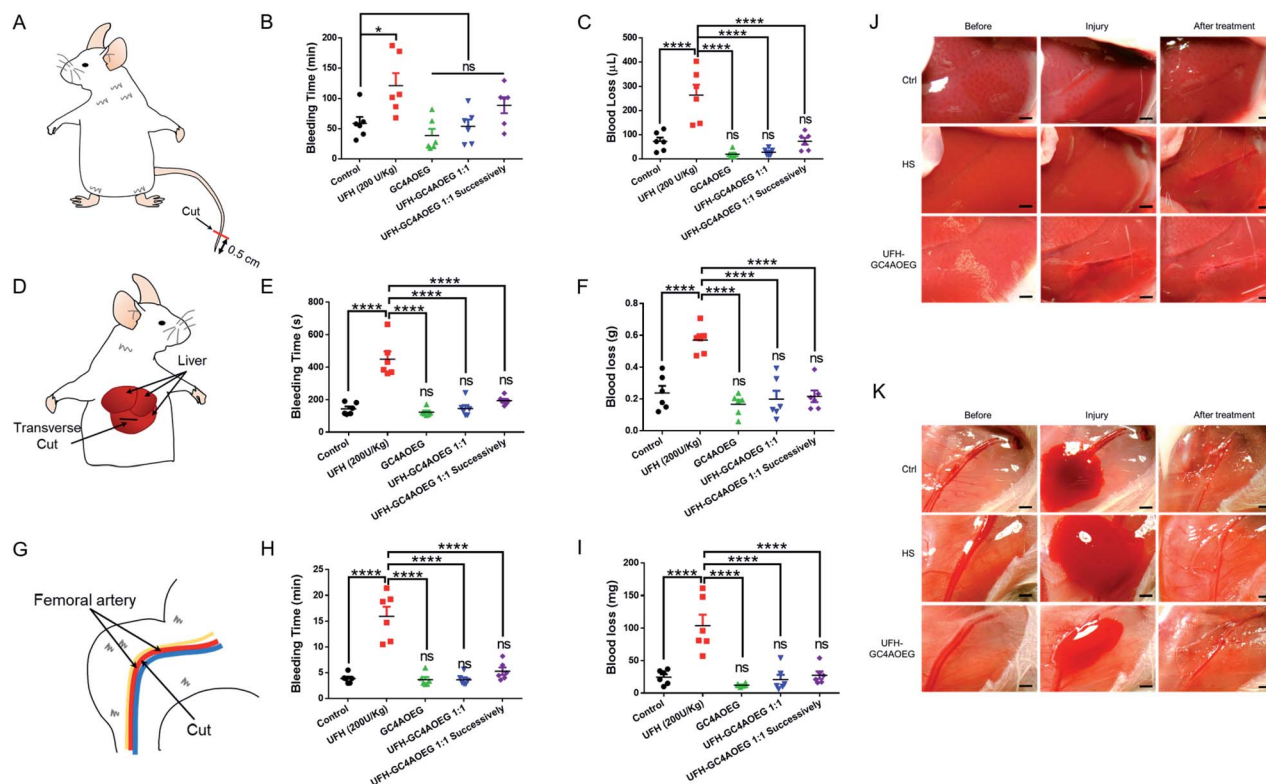 A
Cut
0.5 cm
B
Bleeding Time (min)
200
150
100
50
0
*
ns
Control
UFH (200 U/Kg)
GC4AOEG
UFH-GC4AOEG 1:1
UFH-GC4AOEG 1:1 Successively
C
Blood Loss (μL)
500
400
300
200
100
0
****
****
****
****
ns
ns
ns
Control
UFH (200 U/Kg)
GC4AOEG
UFH-GC4AOEG 1:1
UFH-GC4AOEG 1:1 Successively
D
Liver
Transverse
Cut
E
Bleeding Time (s)
800
600
400
200
0
****
****
****
****
ns
ns
ns
Control
UFH (200U/Kg)
GC4AOEG
UFH-GC4AOEG 1:1
UFH-GC4AOEG 1:1 Successively
F
Blood loss (g)
0.8
0.6
0.4
0.2
0.0
****
****
****
****
ns
ns
ns
Control
UFH (200U/Kg)
GC4AOEG
UFH-GC4AOEG 1:1
UFH-GC4AOEG 1:1 Successively
G
Femoral artery
Cut
H
Bleeding Time (min)
25
20
15
10
5
0
****
****
****
****
ns
ns
ns
Control
UFH (200U/Kg)
GC4AOEG
UFH-GC4AOEG 1:1
UFH-GC4AOEG 1:1 Successively
I
Blood loss (mg)
200
150
100
50
0
****
****
****
****
ns
ns
ns
Control
UFH (200U/Kg)
GC4AOEG
UFH-GC4AOEG 1:1
UFH-GC4AOEG 1:1 Successively
J
Before
Injury
After treatment
Ctrl
HS
UFH-
GC4AOEG
K
Before
Injury
After treatment
Ctrl
HS
UFH-
GC4AOEG